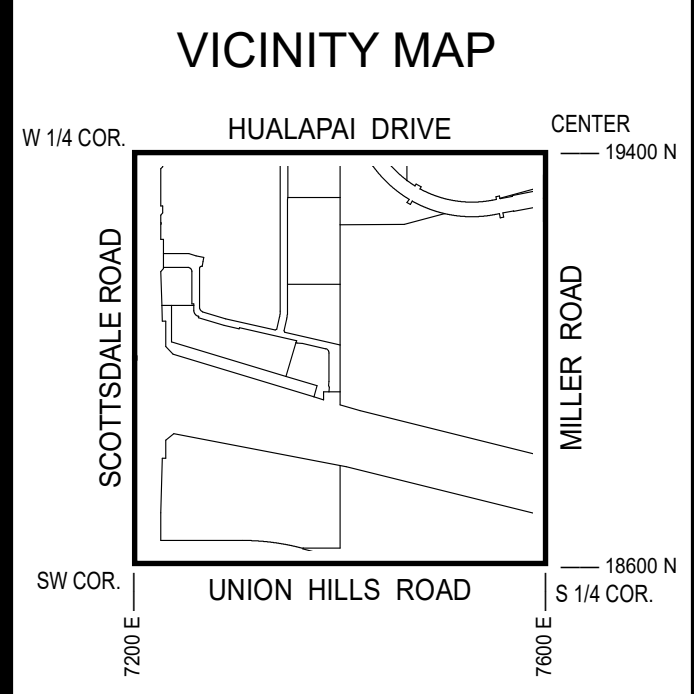 VICINITY MAP
W 1/4 COR.
HUALAPAI DRIVE
CENTER
19400 N
SCOTTSDALE ROAD
MILLER ROAD
SW COR.
UNION HILLS ROAD
18600 N
S 1/4 COR.
7200 E
7600 E